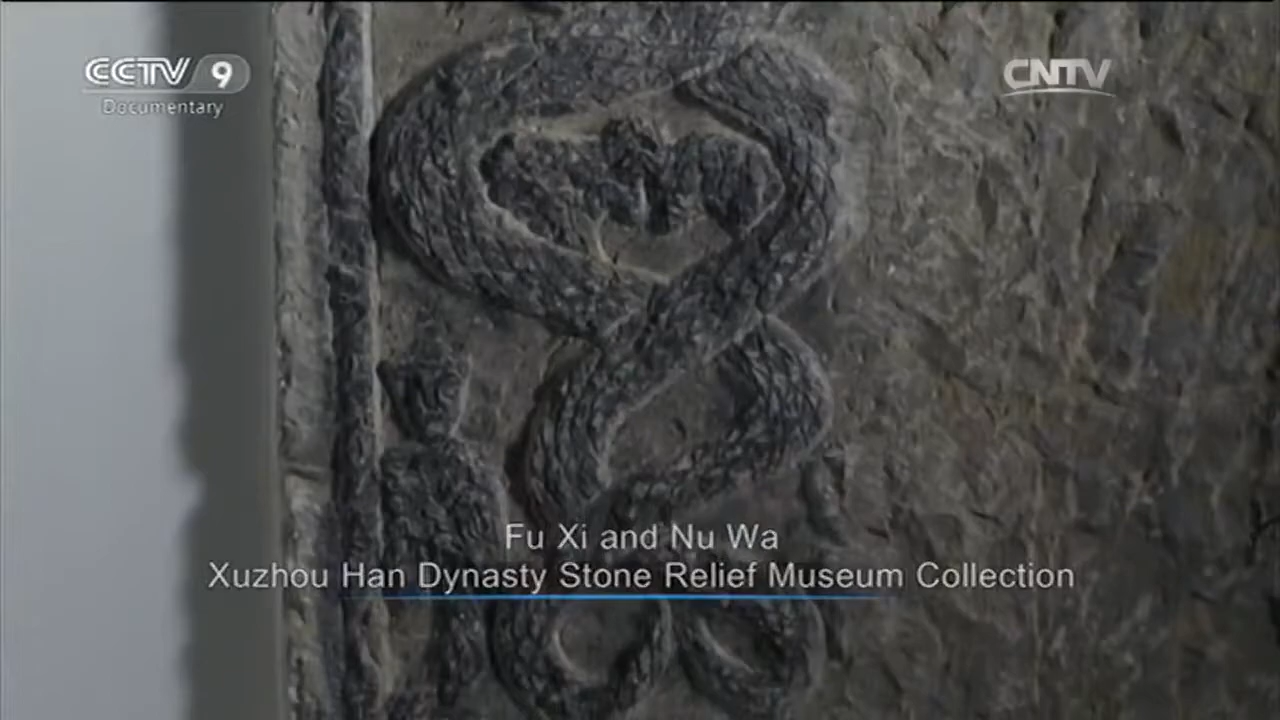 CCTV 9
Documentary
CNTV
Fu Xi and Nu Wa
Xuzhou Han Dynasty Stone Relief Museum Collection